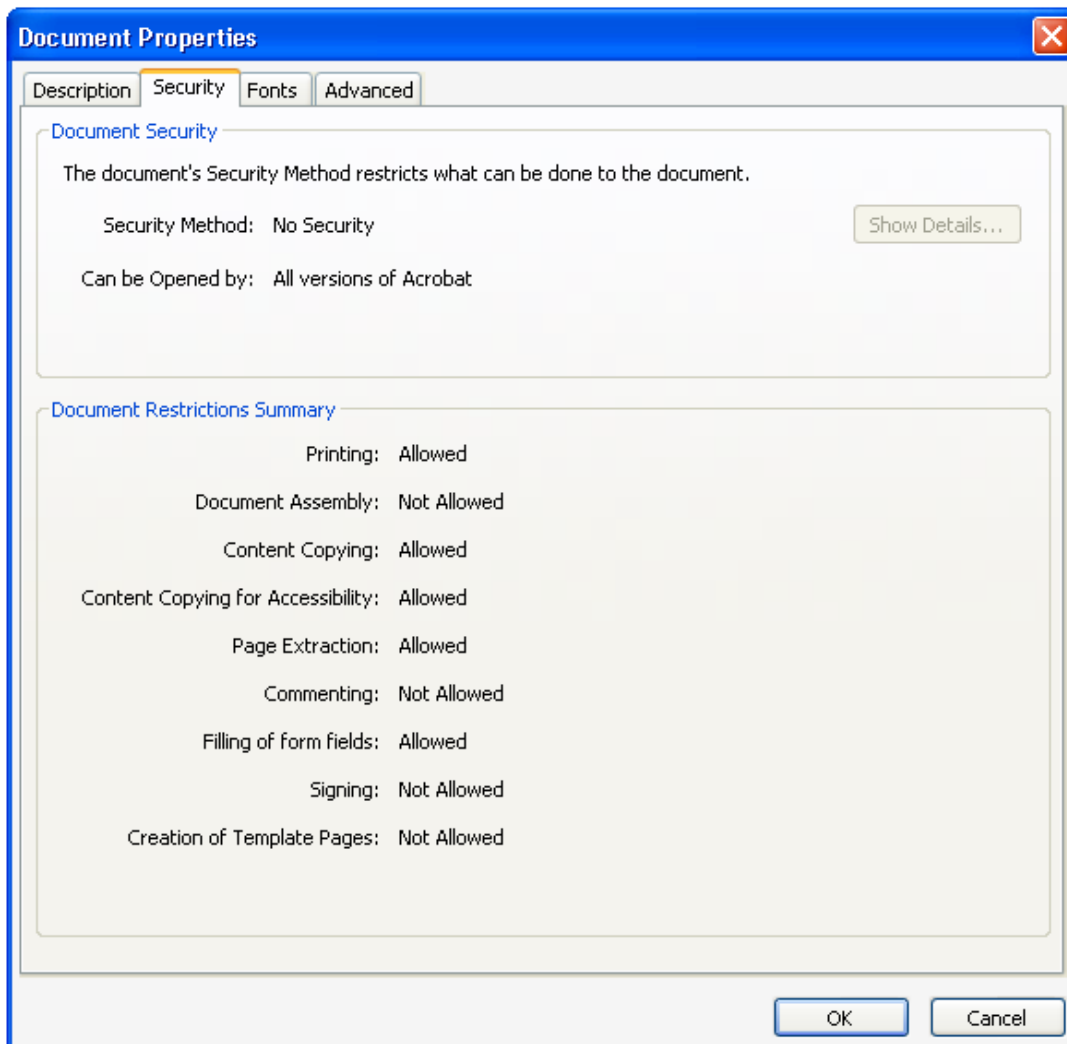 Document Properties
Description Security Fonts Advanced
Document Security
The document's Security Method restricts what can be done to the document.
Security Method: No Security
Show Details...
Can be Opened by: All versions of Acrobat
Document Restrictions Summary
Printing: Allowed
Document Assembly: Not Allowed
Content Copying: Allowed
Content Copying for Accessibility: Allowed
Page Extraction: Allowed
Commenting: Not Allowed
Filling of form fields: Allowed
Signing: Not Allowed
Creation of Template Pages: Not Allowed
OK Cancel